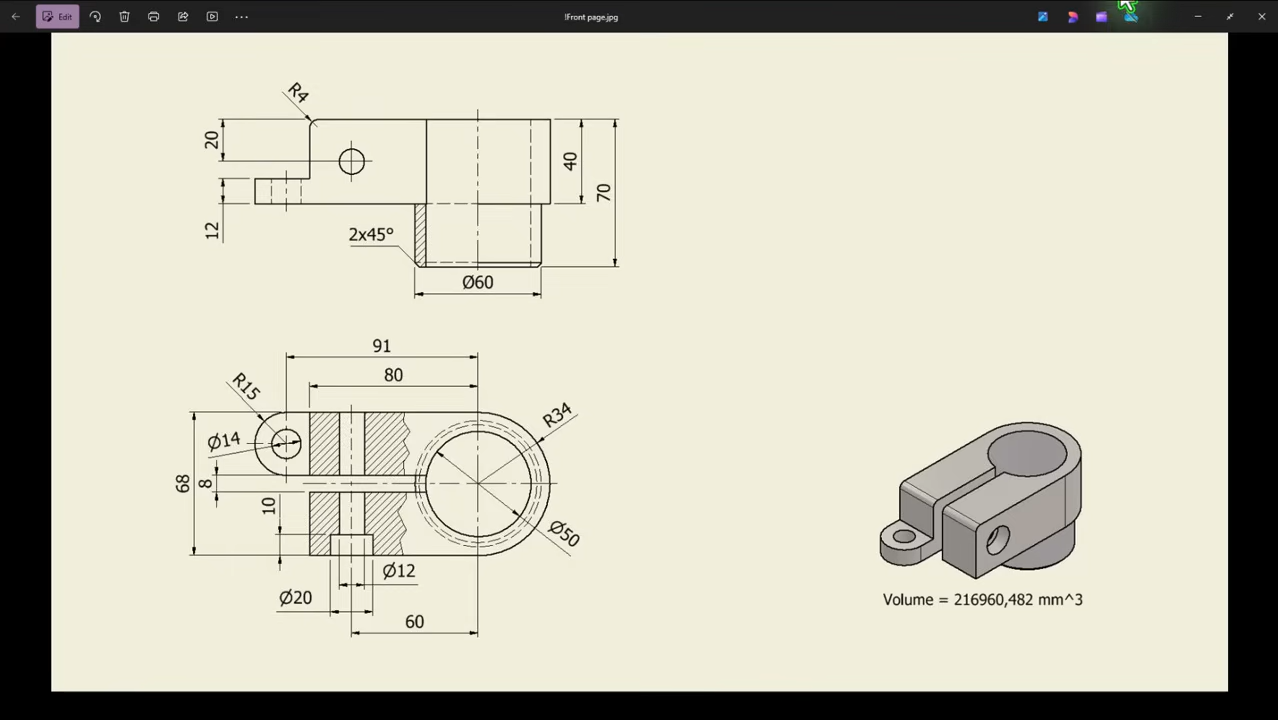 Edit
!Front page.jpg
R4
20
40
70
12
2x45°
Ø60
91
80
R15
R34
Ø14
68
8
10
Ø50
Ø12
Ø20
60
Volume = 216960,482 mm^3